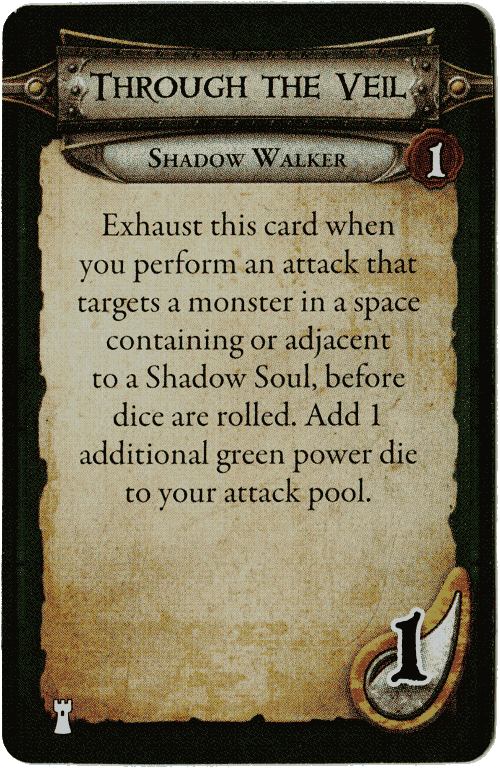 Through the Veil
Shadow Walker
1
Exhaust this card when
you perform an attack that
targets a monster in a space
containing or adjacent
to a Shadow Soul, before
dice are rolled. Add 1
additional green power die
to your attack pool.
1